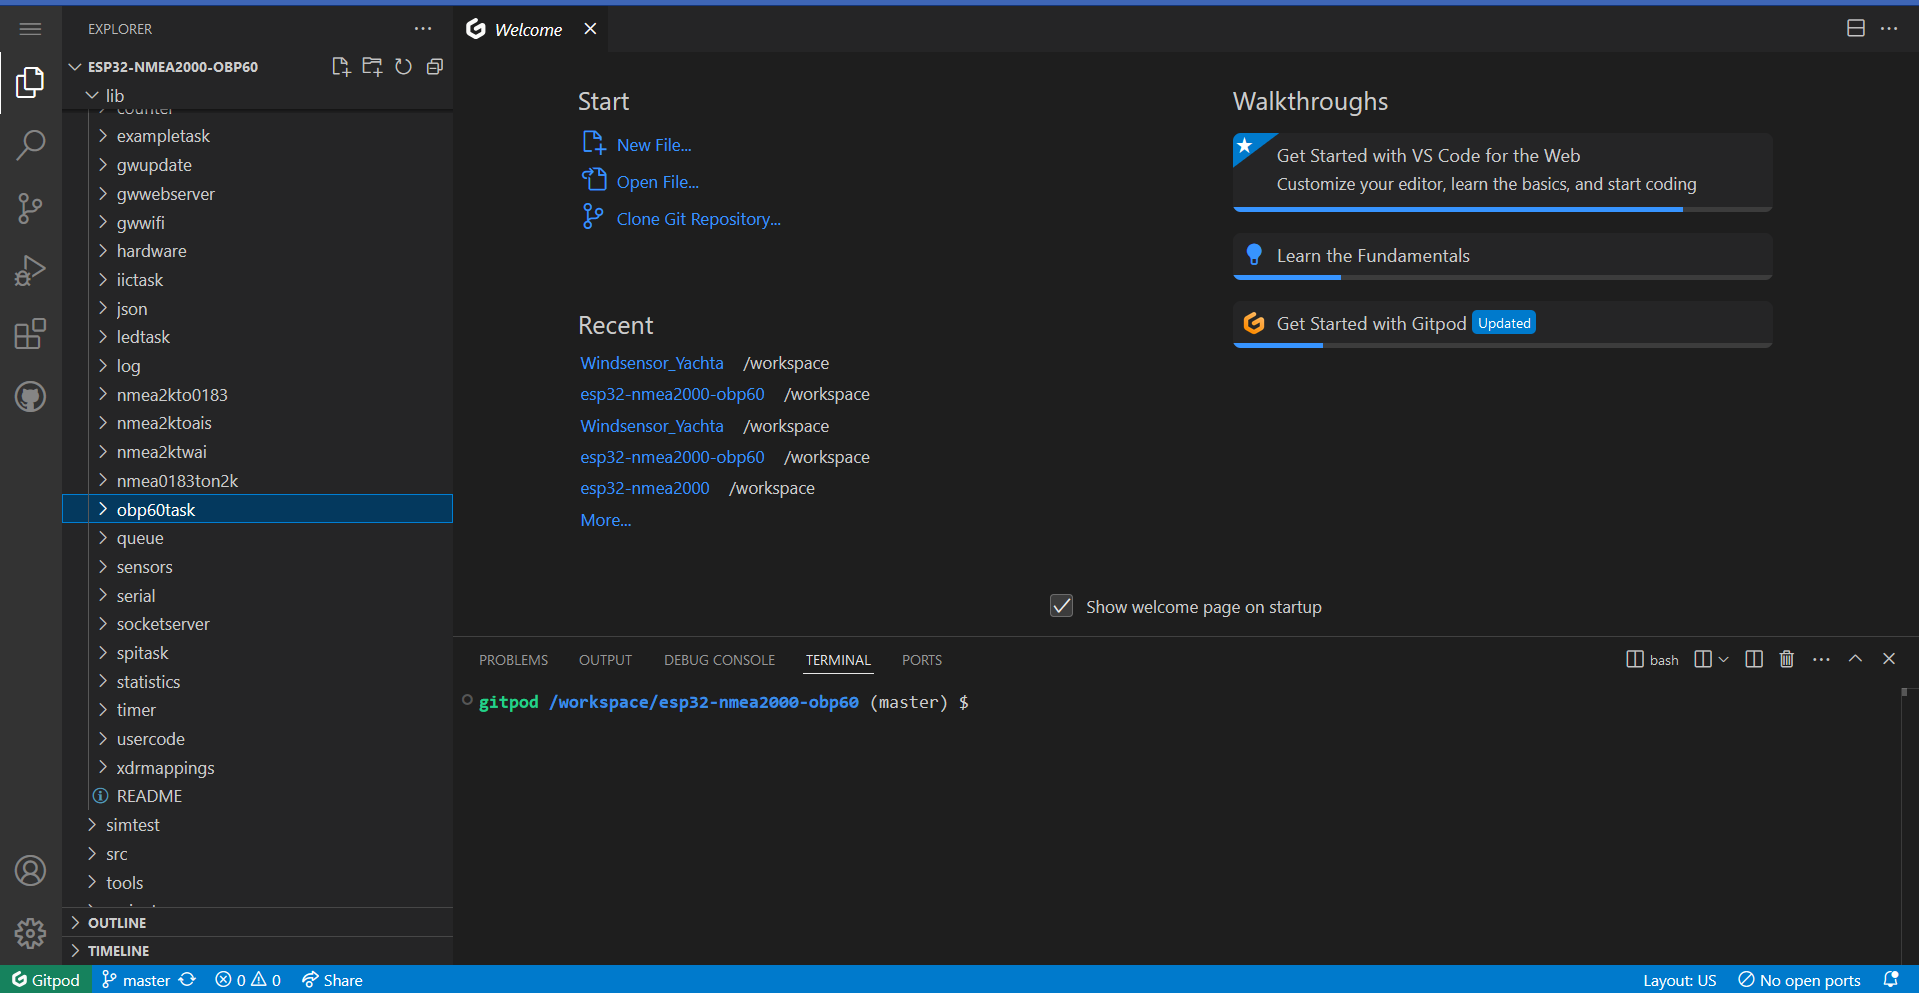 EXPLORER
ESP32-NMEA2000-OBP60
lib
counter
exampletask
gwupdate
gwwebserver
gwwifi
hardware
iictask
json
ledtask
log
nmea2kto0183
nmea2ktoais
nmea2ktwai
nmea0183ton2k
obp60task
queue
sensors
serial
socketserver
spitask
statistics
timer
usercode
xdrmappings
README
simtest
src
tools
OUTLINE
TIMELINE
Welcome
Start
New File...
Open File...
Clone Git Repository...
Recent
Windsensor_Yachta /workspace
esp32-nmea2000-obp60 /workspace
Windsensor_Yachta /workspace
esp32-nmea2000-obp60 /workspace
esp32-nmea2000 /workspace
More...
Walkthroughs
Get Started with VS Code for the Web
Customize your editor, learn the basics, and start coding
Learn the Fundamentals
Get Started with Gitpod Updated
Show welcome page on startup
PROBLEMS OUTPUT DEBUG CONSOLE TERMINAL PORTS
bash
gitpod /workspace/esp32-nmea2000-obp60 (master) $
Gitpod master 0 0 Share
Layout: US No open ports